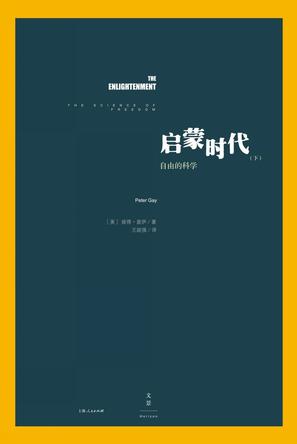 THE
ENLIGHTENMENT
THE SCIENCE OF
FREEDOM
启蒙时代
（下）
自由的科学
Peter Gay
［美］彼得·盖伊／著
王皖强／译
文
景
Horizon
上海人民出版社